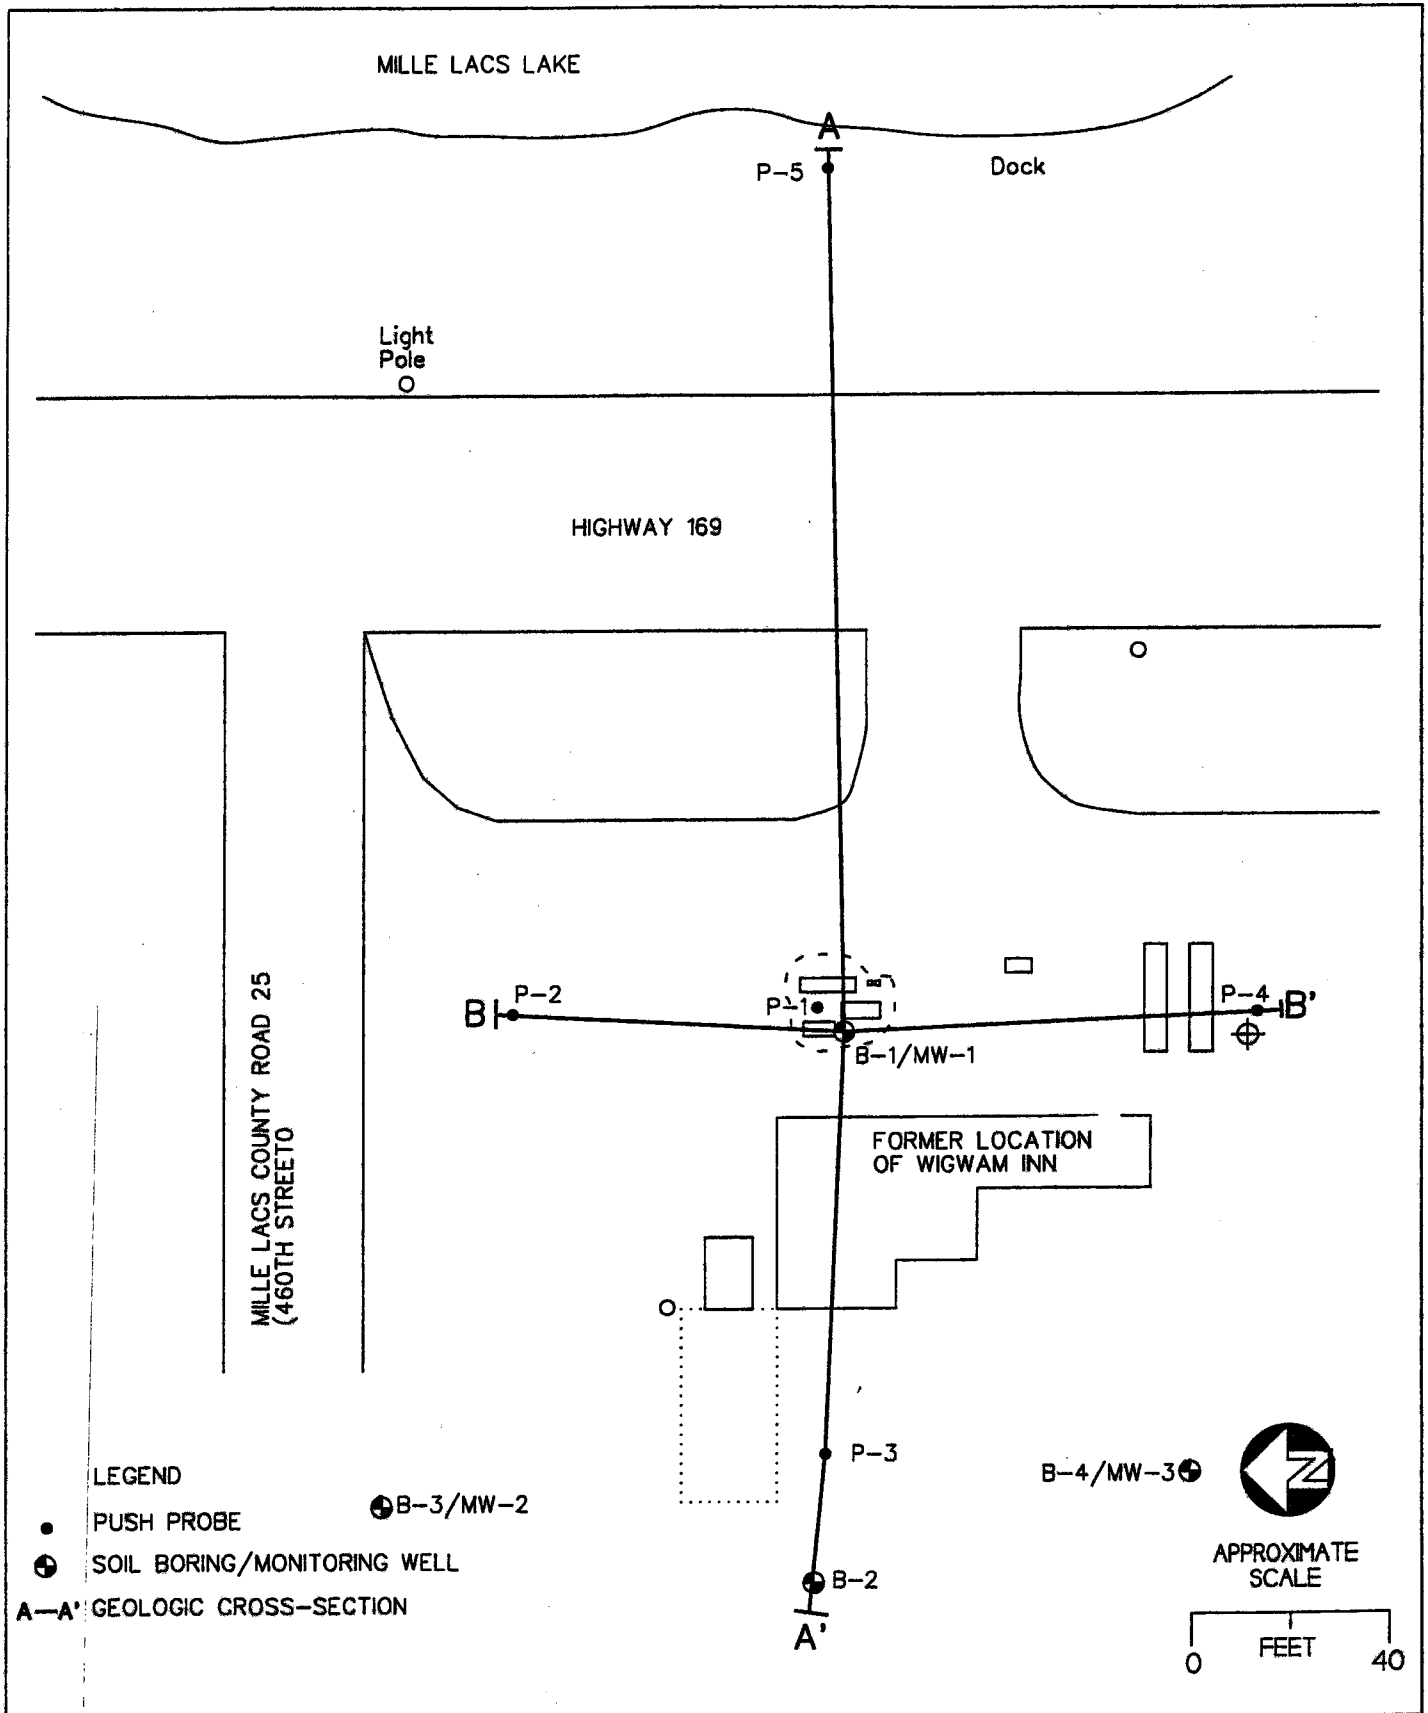 MILLE LACS LAKE
A
P-5
Dock
Light
Pole
HIGHWAY 169
MILLE LACS COUNTY ROAD 25
(460TH STREETO
B
P-2
P-1
P-4
B'
B-1/MW-1
FORMER LOCATION
OF WIGWAM INN
P-3
B-4/MW-3
N
B-3/MW-2
B-2
A'
LEGEND
PUSH PROBE
SOIL BORING/MONITORING WELL
A—A' GEOLOGIC CROSS-SECTION
APPROXIMATE
SCALE
FEET
0 40